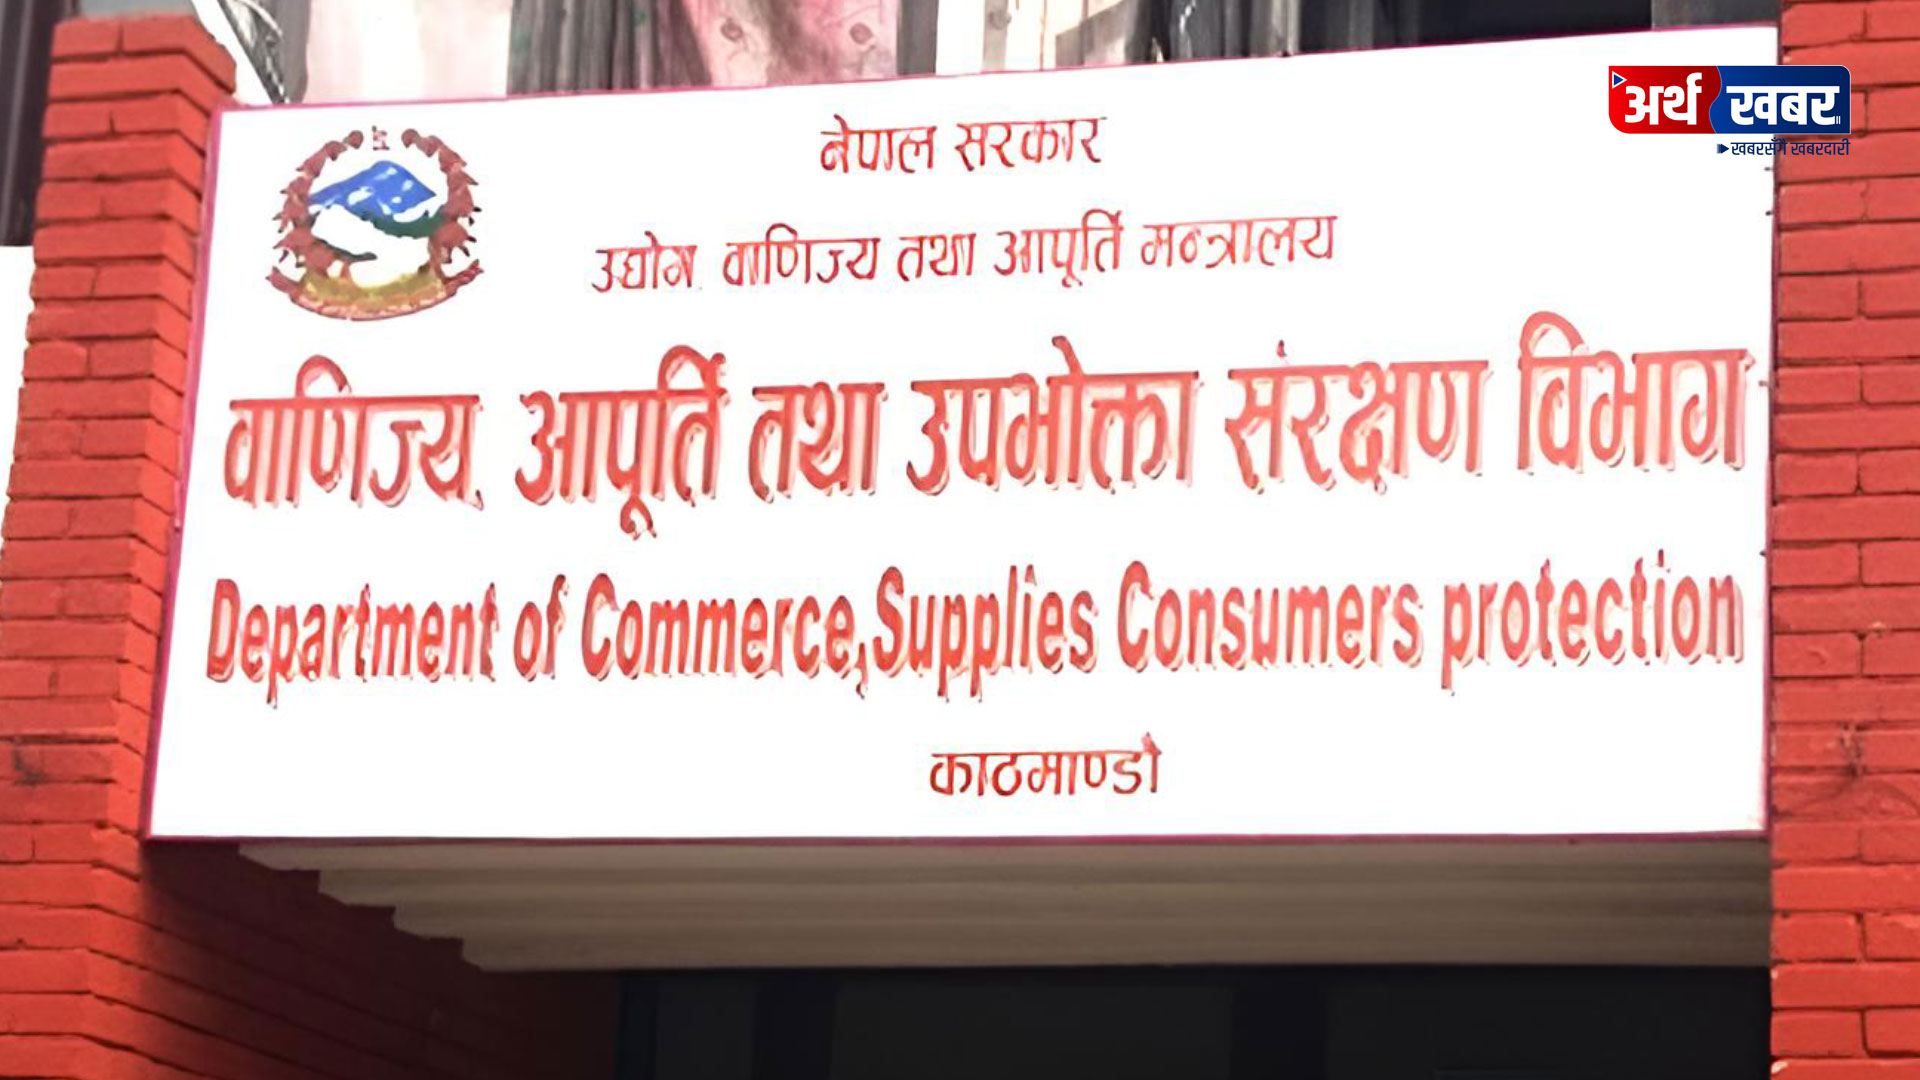 अर्थ खबर
खबरसँगै खबरदारी
नेपाल सरकार
उद्योग, वाणिज्य तथा आपूर्ति मन्त्रालय
वाणिज्य, आपूर्ति तथा उपभोक्ता संरक्षण विभाग
Department of Commerce,Supplies Consumers protection
काठमाण्डौ